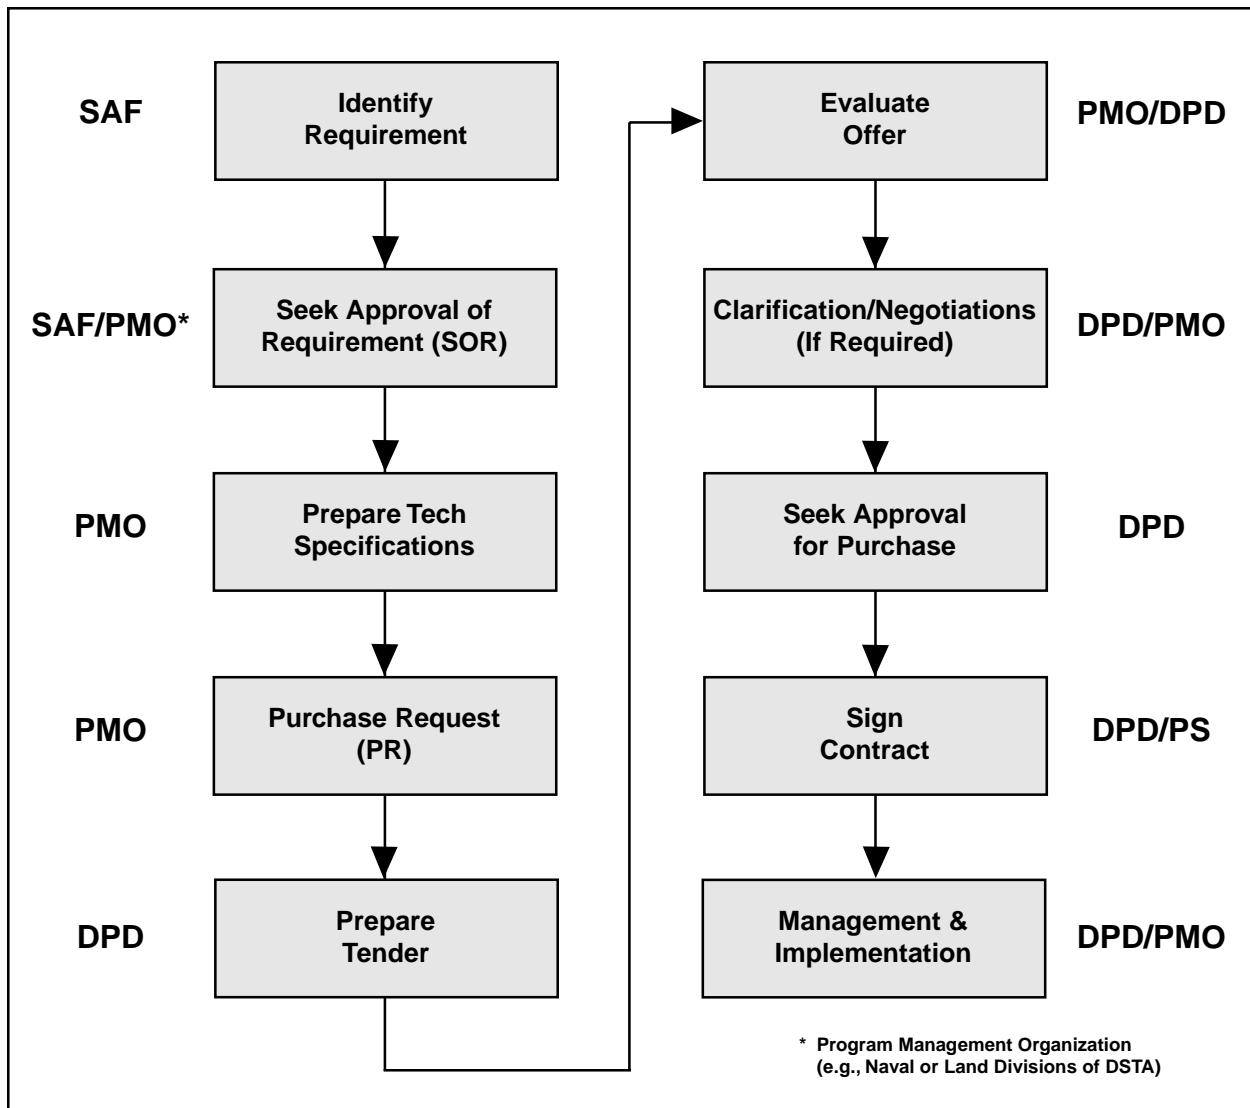 SAF
Identify
Requirement
SAF/PMO*
Seek Approval of
Requirement (SOR)
PMO
Prepare Tech
Specifications
PMO
Purchase Request
(PR)
DPD
Prepare
Tender
Evaluate
Offer
PMO/DPD
Clarification/Negotiations
(If Required)
DPD/PMO
Seek Approval
for Purchase
DPD
Sign
Contract
DPD/PS
Management &
Implementation
DPD/PMO
* Program Management Organization
(e.g., Naval or Land Divisions of DSTA)